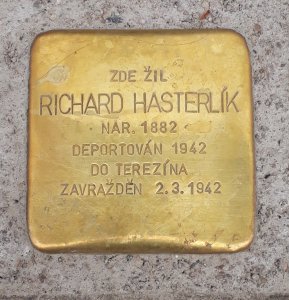 ZDE ŽIL
RICHARD HASTERLÍK
NAR. 1882
DEPORTOVÁN 1942
DO TEREZÍNA
ZAVRAŽDĚN 2.3.1942